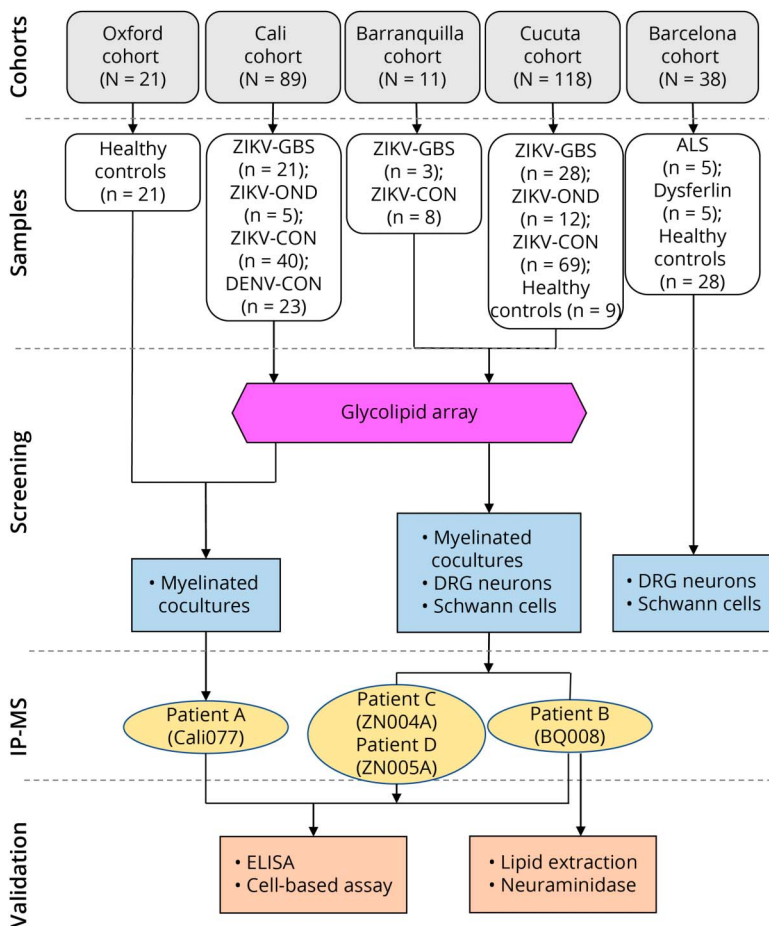 Cohorts
Oxford
cohort
(N = 21)
Cali
cohort
(N = 89)
Barranquilla
cohort
(N = 11)
Cucuta
cohort
(N = 118)
Barcelona
cohort
(N = 38)
Samples
Healthy
controls
(n = 21)
ZIKV-GBS
(n = 21);
ZIKV-OND
(n = 5);
ZIKV-CON
(n = 40);
DENV-CON
(n = 23)
ZIKV-GBS
(n = 3);
ZIKV-CON
(n = 8)
ZIKV-GBS
(n = 28);
ZIKV-OND
(n = 12);
ZIKV-CON
(n = 69);
Healthy
controls (n = 9)
ALS
(n = 5);
Dysferlin
(n = 5);
Healthy
controls
(n = 28)
Screening
Glycolipid array
• Myelinated
cocultures
• Myelinated
cocultures
• DRG neurons
• Schwann cells
• DRG neurons
• Schwann cells
IP-MS
Patient A
(Cali077)
Patient C
(ZN004A)
Patient D
(ZN005A)
Patient B
(BQ008)
Validation
• ELISA
• Cell-based assay
• Lipid extraction
• Neuraminidase